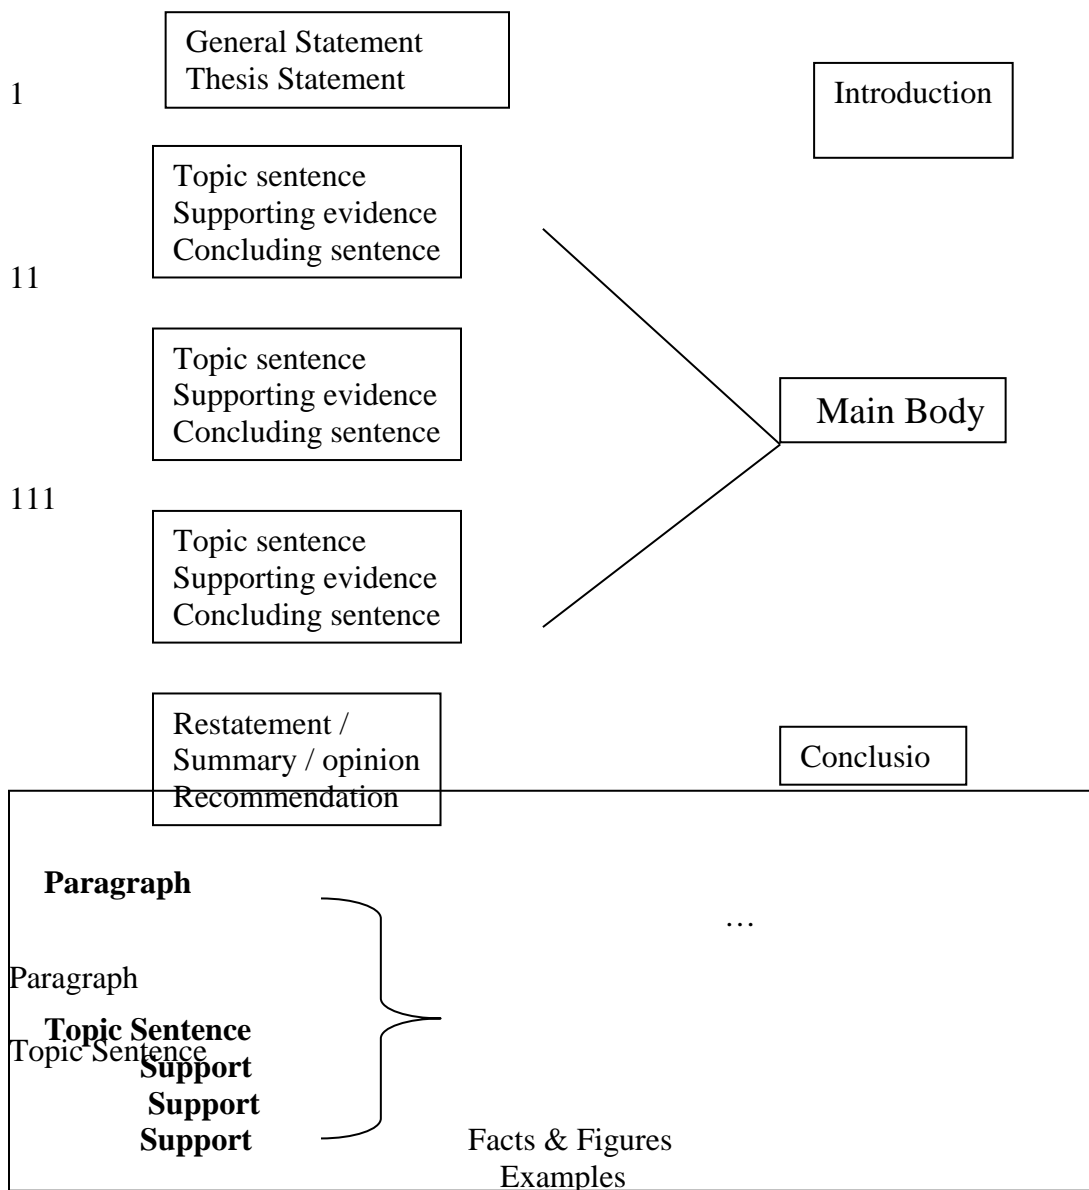 General Statement
Thesis Statement
1
Introduction
Topic sentence
Supporting evidence
Concluding sentence
11
Topic sentence
Supporting evidence
Concluding sentence
Main Body
111
Topic sentence
Supporting evidence
Concluding sentence
Restatement /
Summary / opinion
Recommendation
Conclusio
Paragraph
…
Paragraph
Topic Sentence
Topic Sentence
Support
Support
Support
Facts & Figures
Examples